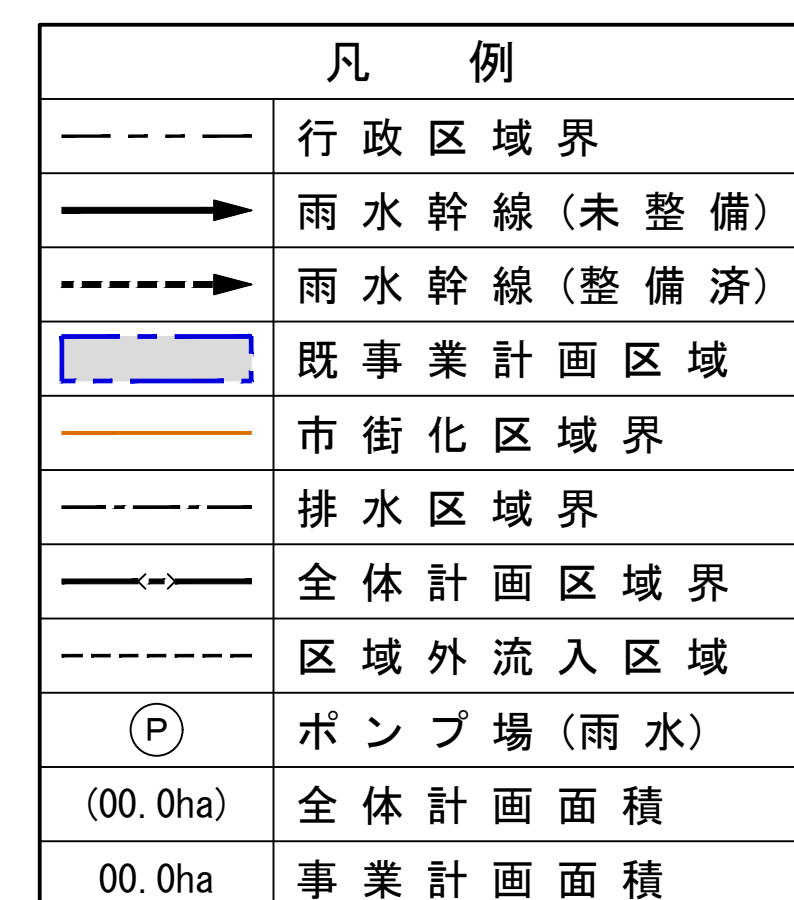 凡 例
行政区域界
雨水幹線(未整備)
雨水幹線(整備済)
既事業計画区域
市街化区域界
排水区域界
全体計画区域界
区域外流入区域
P ポンプ場(雨水)
(00.0ha) 全体計画面積
00.0ha 事業計画面積